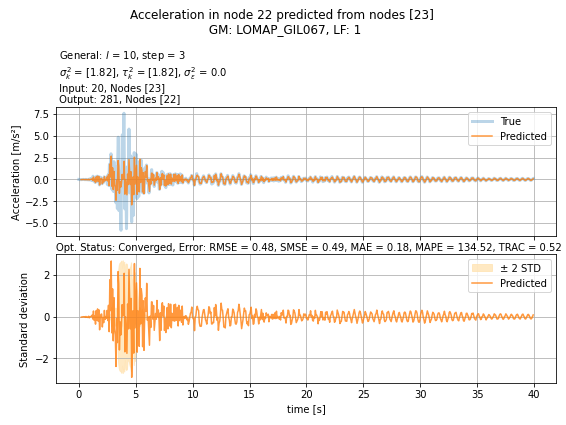 Acceleration in node 22 predicted from nodes [23]
GM: LOMAP_GIL067, LF: 1
General: l = 10, step = 3
σ²ₖ = [1.82], τ²ₖ = [1.82], σ²ε = 0.0
Input: 20, Nodes [23]
Output: 281, Nodes [22]
Acceleration [m/s²]
7.5
5.0
2.5
0.0
−2.5
−5.0
True
Predicted
Opt. Status: Converged, Error: RMSE = 0.48, SMSE = 0.49, MAE = 0.18, MAPE = 134.52, TRAC = 0.52
Standard deviation
2
0
−2
± 2 STD
Predicted
0 5 10 15 20 25 30 35 40
time [s]